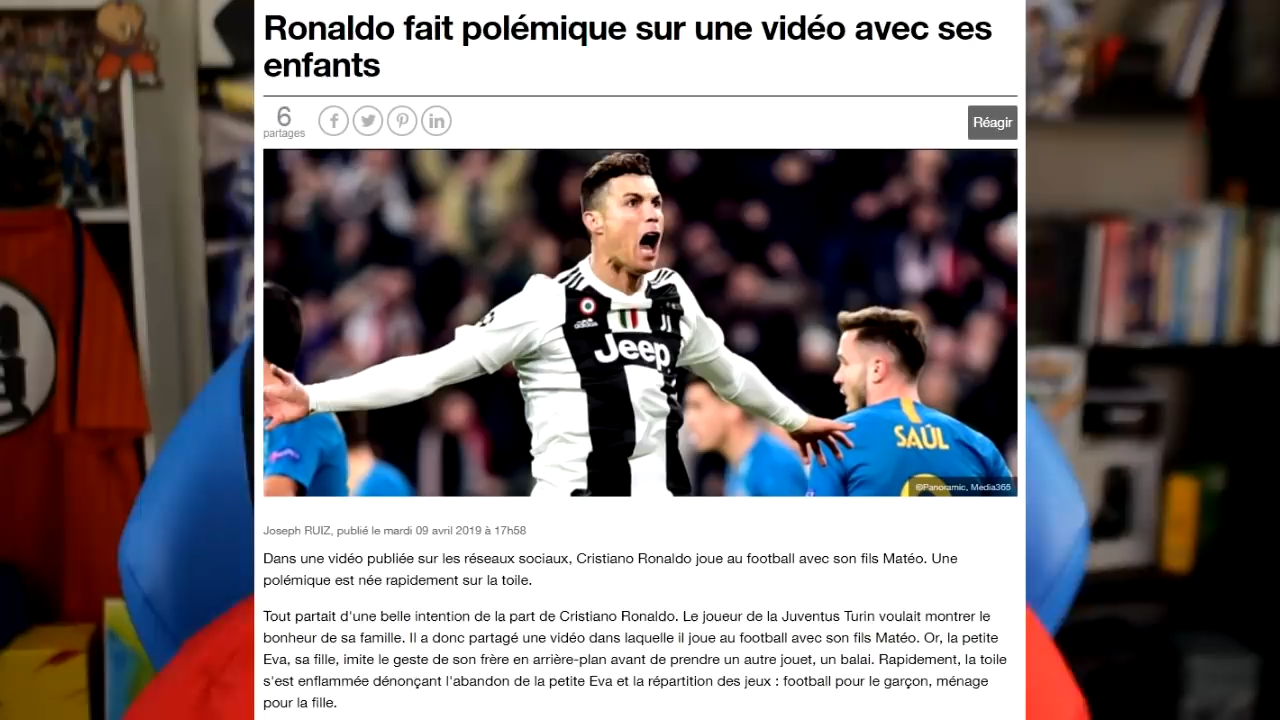 Ronaldo fait polémique sur une vidéo avec ses
enfants
6
partages
Réagir
Jeep
SAÚL
©Panoramic, Media365
Joseph RUIZ, publié le mardi 09 avril 2019 à 17h58
Dans une vidéo publiée sur les réseaux sociaux, Cristiano Ronaldo joue au football avec son fils Matéo. Une
polémique est née rapidement sur la toile.
Tout partait d'une belle intention de la part de Cristiano Ronaldo. Le joueur de la Juventus Turin voulait montrer le
bonheur de sa famille. Il a donc partagé une vidéo dans laquelle il joue au football avec son fils Matéo. Or, la petite
Eva, sa fille, imite le geste de son frère en arrière-plan avant de prendre un autre jouet, un balai. Rapidement, la toile
s'est enflammée dénonçant l'abandon de la petite Eva et la répartition des jeux : football pour le garçon, ménage
pour la fille.